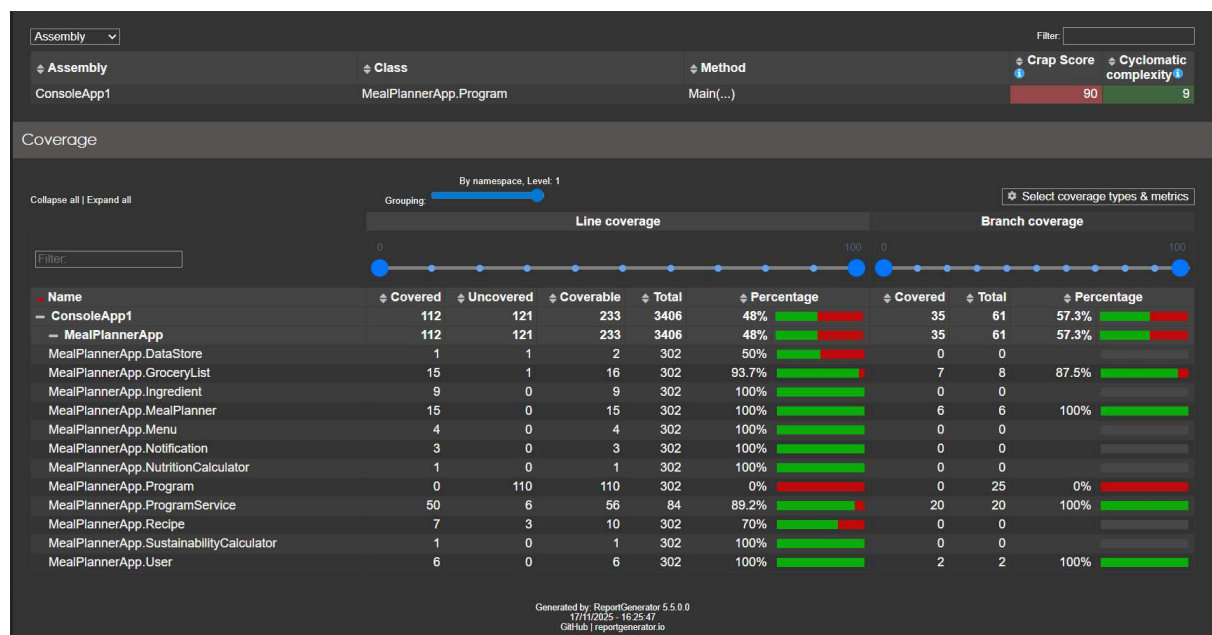 Assembly Filter:
Assembly Class Method Crap Score Cyclomatic complexity
ConsoleApp1 MealPlannerApp.Program Main(...) 90 9
Coverage
By namespace, Level: 1
Collapse all | Expand all Grouping: Select coverage types & metrics
Line coverage Branch coverage
0 100 0 100
Filter:
Name Covered Uncovered Coverable Total Percentage Covered Total Percentage
ConsoleApp1 112 121 233 3406 48% 35 61 57.3%
MealPlannerApp 112 121 233 3406 48% 35 61 57.3%
MealPlannerApp.DataStore 1 1 2 302 50% 0 0
MealPlannerApp.GroceryList 15 1 16 302 93.7% 7 8 87.5%
MealPlannerApp.Ingredient 9 0 9 302 100% 0 0
MealPlannerApp.MealPlanner 15 0 15 302 100% 6 6 100%
MealPlannerApp.Menu 4 0 4 302 100% 0 0
MealPlannerApp.Notification 3 0 3 302 100% 0 0
MealPlannerApp.NutritionCalculator 1 0 1 302 100% 0 0
MealPlannerApp.Program 0 110 110 302 0% 0 25 0%
MealPlannerApp.ProgramService 50 6 56 84 89.2% 20 20 100%
MealPlannerApp.Recipe 7 3 10 302 70% 0 0
MealPlannerApp.SustainabilityCalculator 1 0 1 302 100% 0 0
MealPlannerApp.User 6 0 6 302 100% 2 2 100%
Generated by: ReportGenerator 5.5.0.0
17/11/2025 - 16:25:47
GitHub | reportgenerator.io